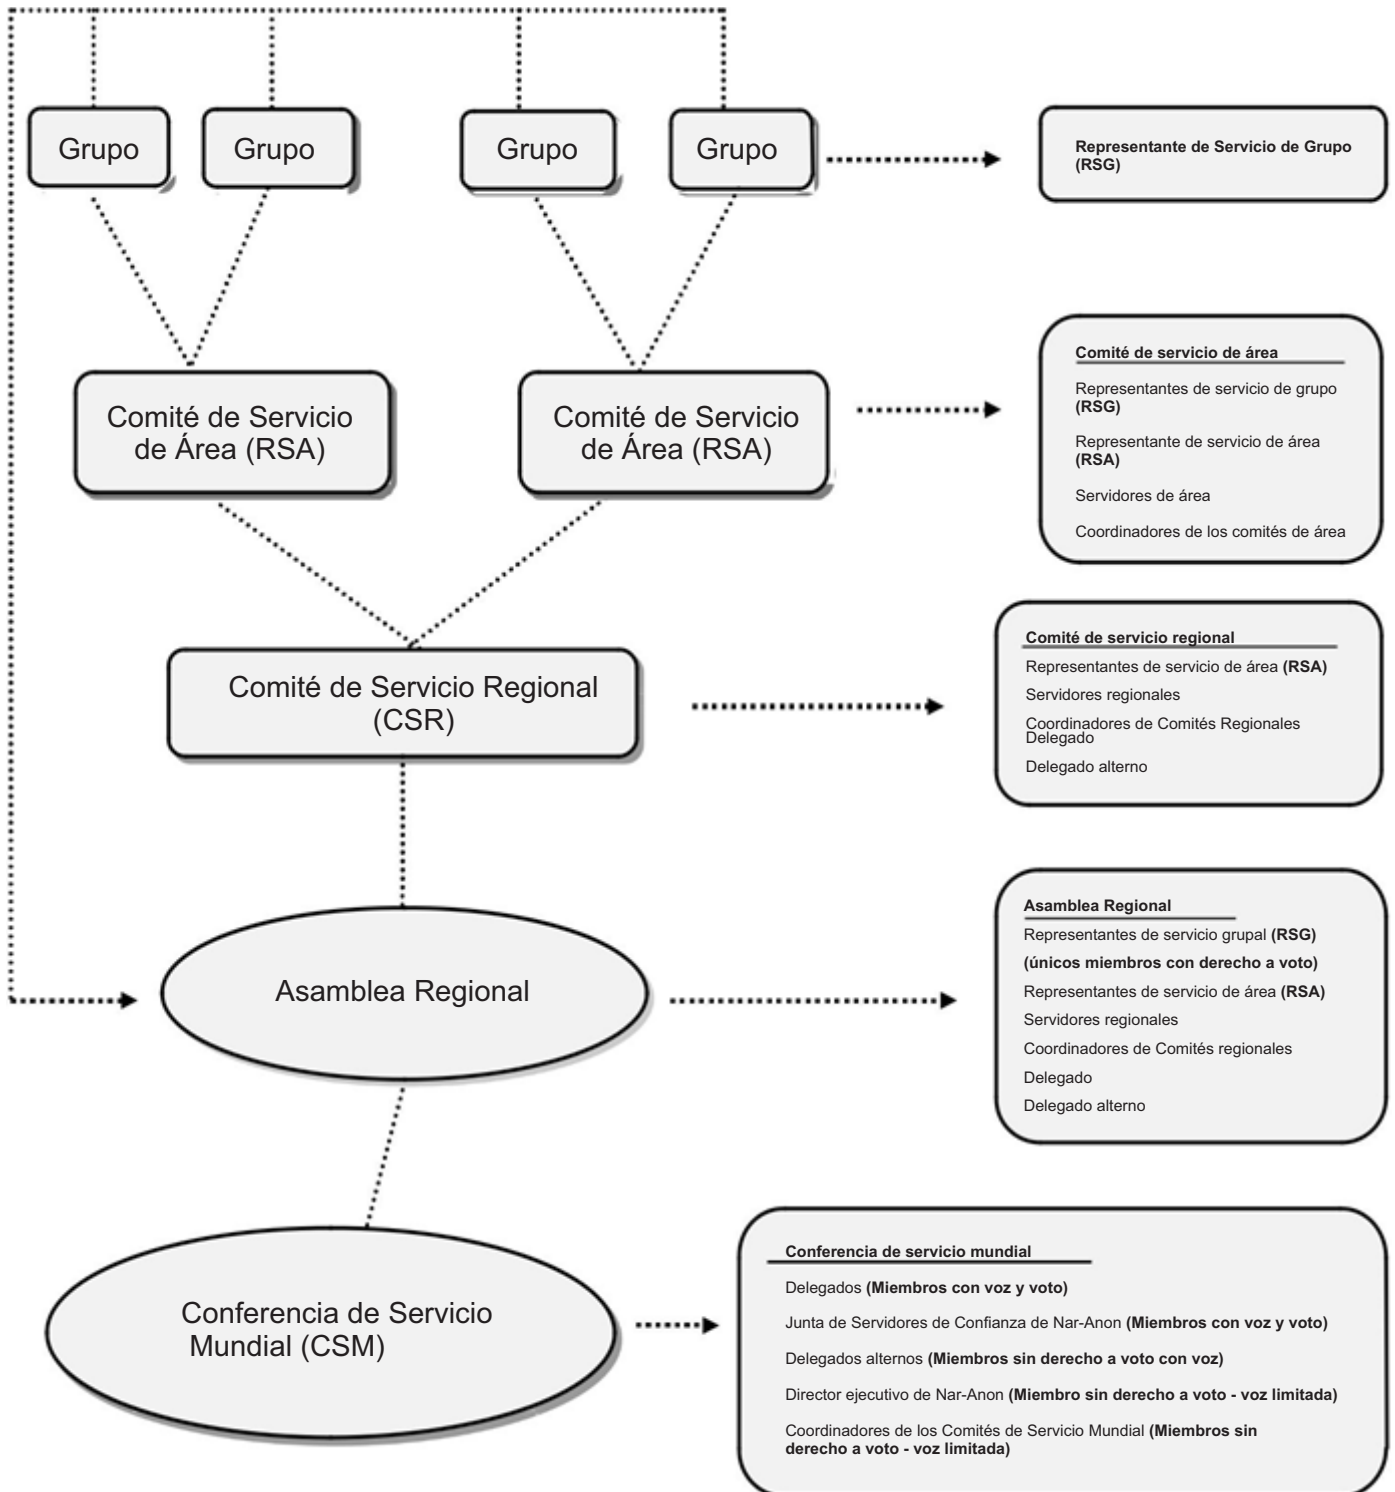 Grupo
Grupo
Grupo
Grupo
Representante de Servicio de Grupo
(RSG)
Comité de Servicio
de Área (RSA)
Comité de Servicio
de Área (RSA)
Comité de servicio de área
Representantes de servicio de grupo
(RSG)
Representante de servicio de área
(RSA)
Servidores de área
Coordinadores de los comités de área
Comité de Servicio Regional
(CSR)
Comité de servicio regional
Representantes de servicio de área (RSA)
Servidores regionales
Coordinadores de Comités Regionales
Delegado
Delegado alterno
Asamblea Regional
Asamblea Regional
Representantes de servicio grupal (RSG)
(únicos miembros con derecho a voto)
Representantes de servicio de área (RSA)
Servidores regionales
Coordinadores de Comités regionales
Delegado
Delegado alterno
Conferencia de Servicio
Mundial (CSM)
Conferencia de servicio mundial
Delegados (Miembros con voz y voto)
Junta de Servidores de Confianza de Nar-Anon (Miembros con voz y voto)
Delegados alternos (Miembros sin derecho a voto con voz)
Director ejecutivo de Nar-Anon (Miembro sin derecho a voto - voz limitada)
Coordinadores de los Comités de Servicio Mundial (Miembros sin
derecho a voto - voz limitada)